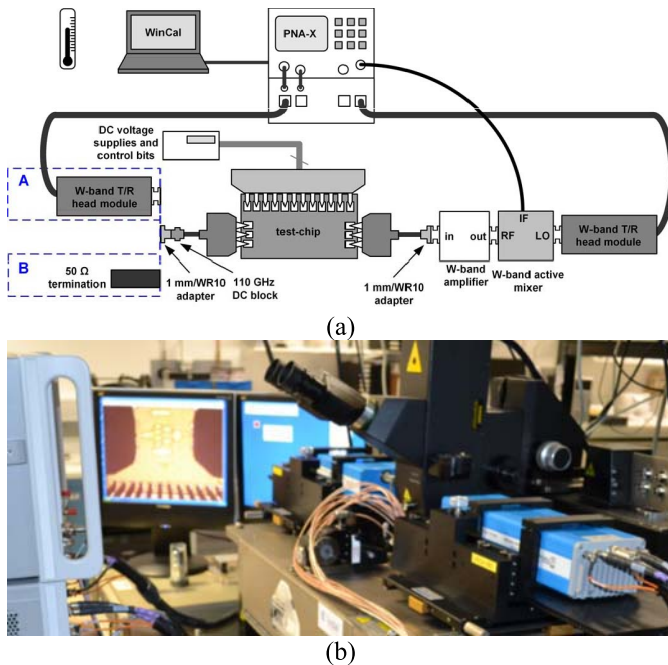 WinCal
PNA-X
DC voltage
supplies and
control bits
A
W-band T/R
head module
test-chip
in
out
IF
RF
LO
W-band T/R
head module
B
50 Ω
termination
1 mm/WR10
adapter
110 GHz
DC block
1 mm/WR10
adapter
W-band
amplifier
W-band active
mixer
(a)
(b)